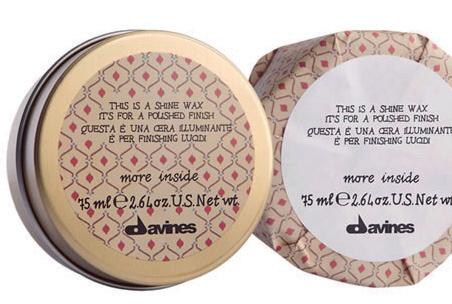 THIS IS A SHINE WAX
IT'S FOR A POLISHED FINISH
QUESTA È UNA CERA ILLUMINANTE
È PER FINISHING LUCIDI
more inside
75 ml ℮ 2.64 oz. U.S. Net wt.
davines
THIS IS A SHINE WAX
IT'S FOR A POLISHED FINISH
QUESTA È UNA CERA ILLUMINANTE
È PER FINISHING LUCIDI
more inside
75 ml ℮ 2.64 oz. U.S. Net wt
davines